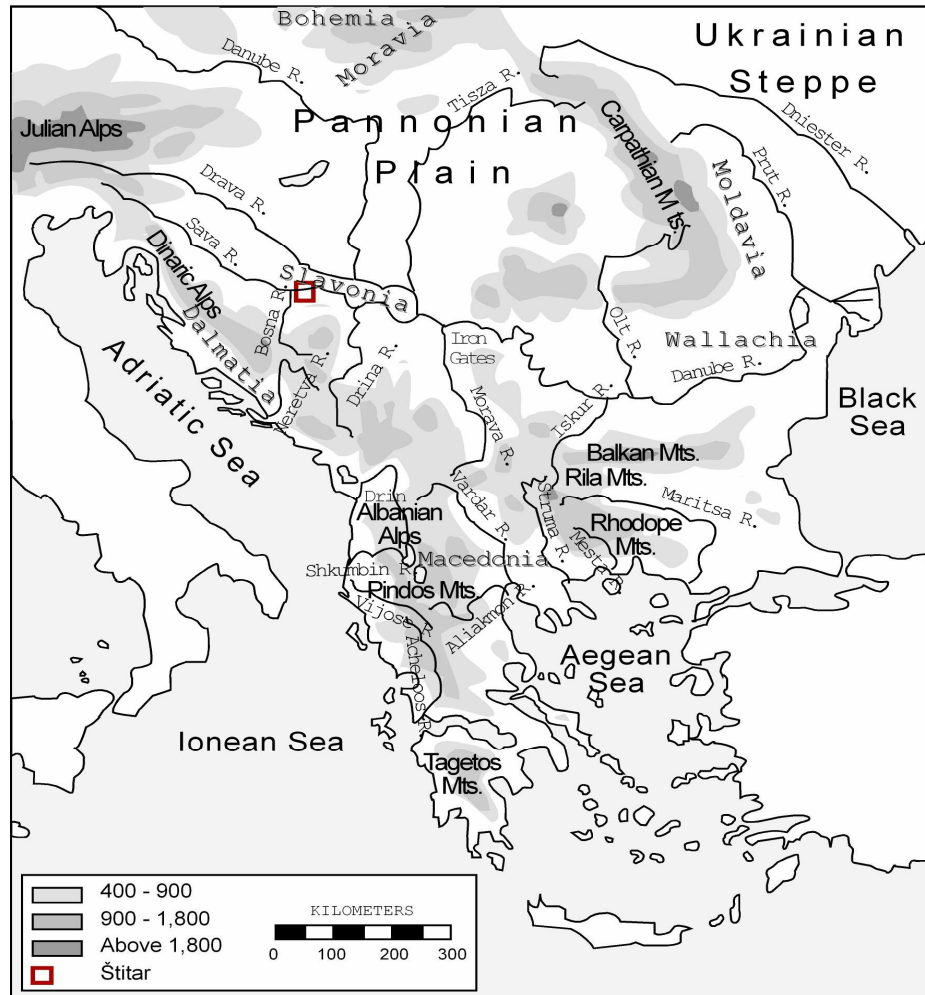 Bohemia
Moravia
Danube R.
Ukrainian
Steppe
Tisza R.
Dniester R.
Julian Alps
Pannonian
Plain
Carpathian Mts.
Prut R.
Moldavia
Drava R.
Sava R.
Slavonia
Dinaric Alps
Dalmatia
Bosna R.
Neretva R.
Drina R.
Iron
Gates
Olt R.
Wallachia
Danube R.
Adriatic Sea
Morava R.
Iskur R.
Black
Sea
Balkan Mts.
Rila Mts.
Maritsa R.
Drin
Albanian
Alps
Vardar R.
Struma R.
Rhodope
Mts.
Mesta R.
Macedonia
Shkumbin R.
Pindos Mts.
Vijose R.
Aliakmon R.
Acheloos R.
Aegean
Sea
Ionean Sea
Tagetos
Mts.
400 - 900
900 - 1,800
Above 1,800
Štitar
KILOMETERS
0 100 200 300